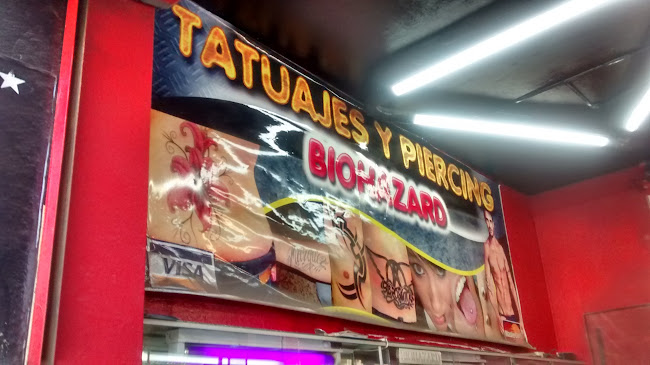 TATUAJES Y PIERCING
BIOHAZARD
VISA